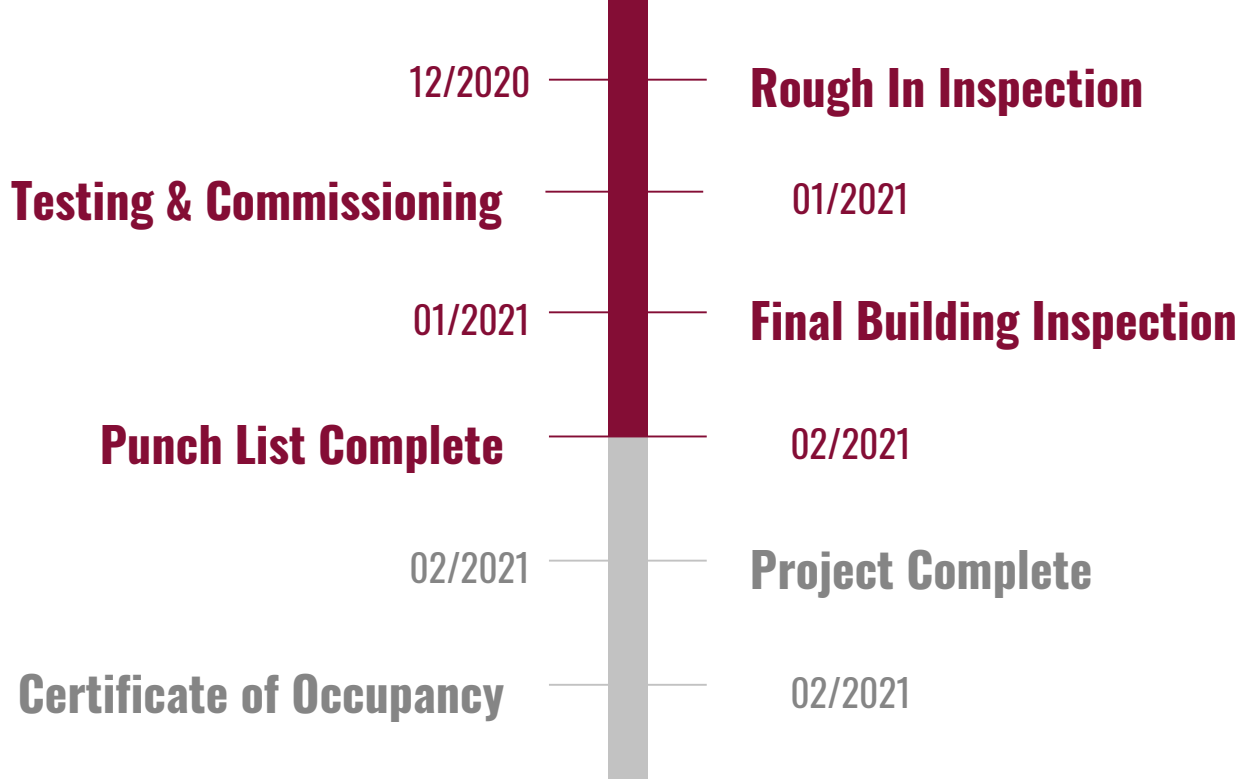 12/2020
Rough In Inspection
Testing & Commissioning
01/2021
01/2021
Final Building Inspection
Punch List Complete
02/2021
02/2021
Project Complete
Certificate of Occupancy
02/2021